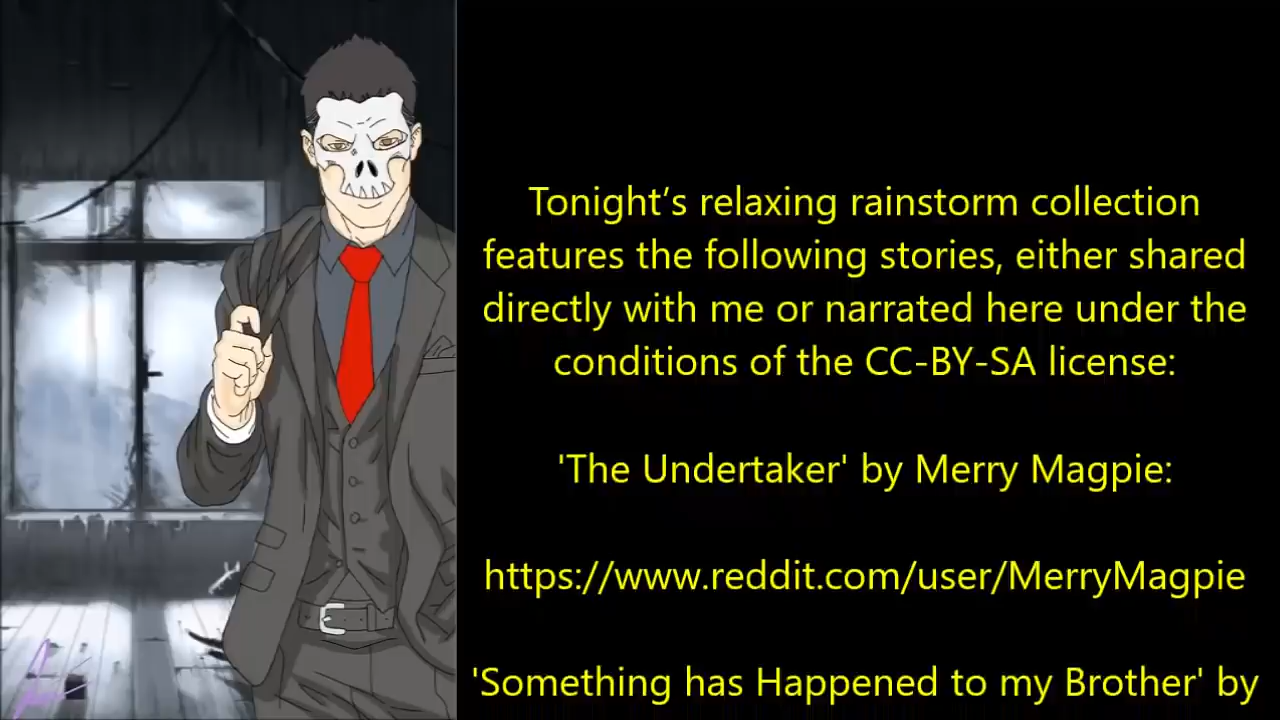 Tonight’s relaxing rainstorm collection
features the following stories, either shared
directly with me or narrated here under the
conditions of the CC-BY-SA license:
'The Undertaker' by Merry Magpie:
https://www.reddit.com/user/MerryMagpie
'Something has Happened to my Brother' by